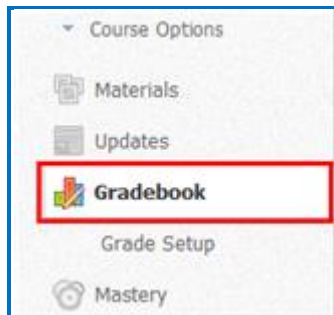 Course Options
Materials
Updates
Gradebook
Grade Setup
Mastery